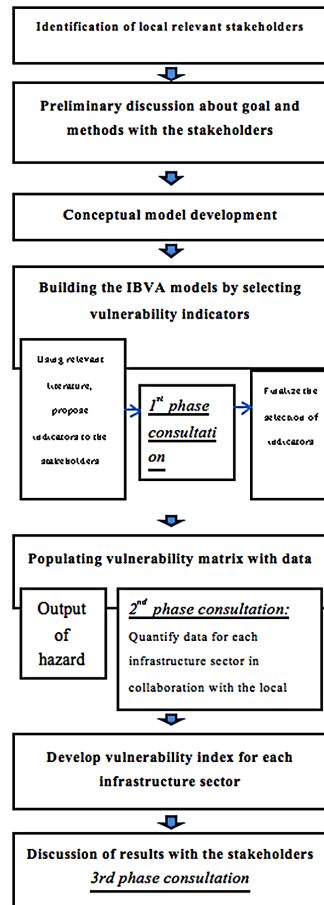 Identification of local relevant stakeholders
Preliminary discussion about goal and
methods with the stakeholders
Conceptual model development
Building the IBVA models by selecting
vulnerability indicators
Using relevant
literature,
propose
indicators to the
stakeholders
1rst phase
consultati
on
Finalize the
selection of
indicators
Populating vulnerability matrix with data
Output
of
hazard
2nd phase consultation:
Quantify data for each
infrastructure sector in
collaboration with the local
Develop vulnerability index for each
infrastructure sector
Discussion of results with the stakeholders
3rd phase consultation